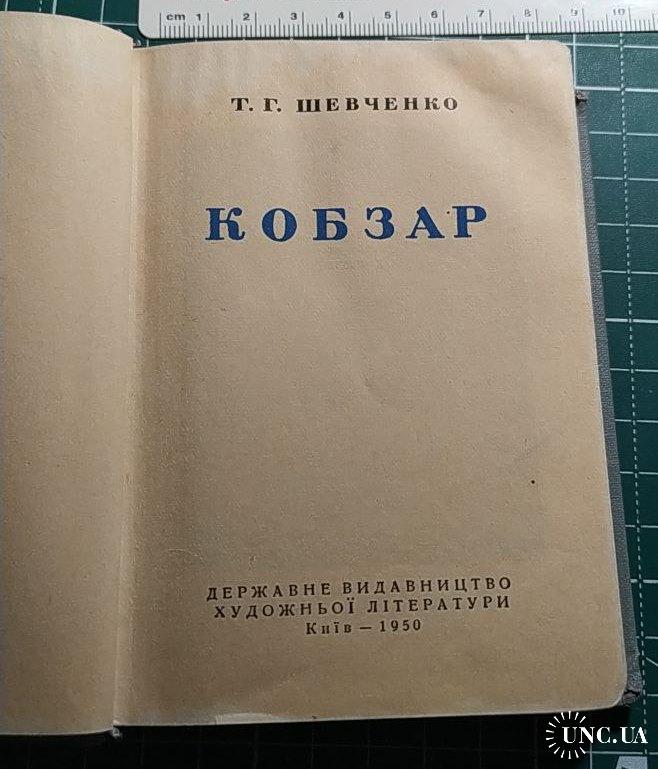 cm 1 2 3 4 5 6 7 8 9 10
Т. Г. ШЕВЧЕНКО
КОБЗАР
ДЕРЖАВНЕ ВИДАВНИЦТВО
ХУДОЖНЬОЇ ЛІТЕРАТУРИ
Київ — 1950
UNC.UA